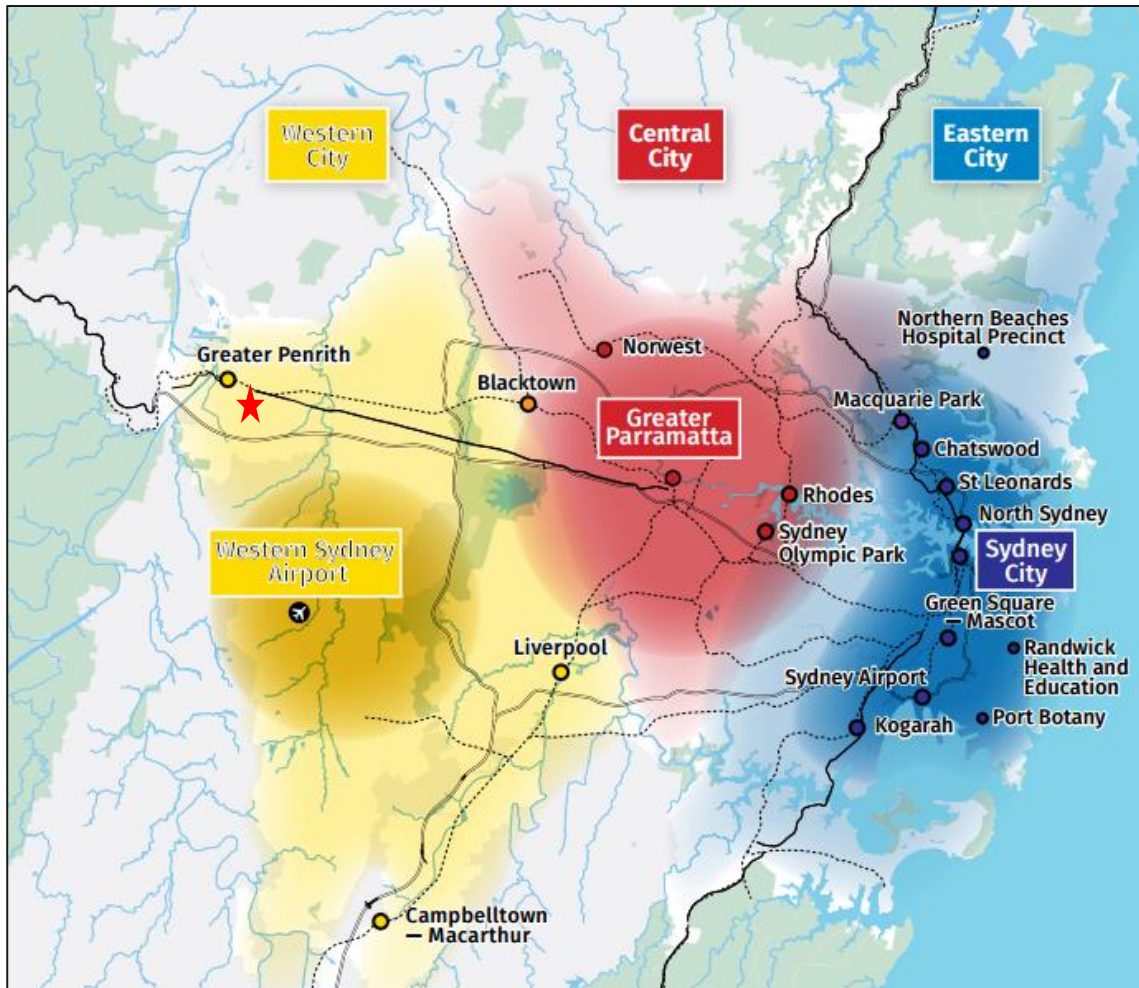 Western
City
Central
City
Eastern
City
Northern Beaches
Hospital Precinct
Greater Penrith
Norwest
Blacktown
Macquarie Park
Greater
Parramatta
Chatswood
St Leonards
Rhodes
North Sydney
Sydney
Olympic Park
Western Sydney
Airport
Sydney
City
Green Square
— Mascot
Liverpool
Randwick
Health and
Education
Sydney Airport
Port Botany
Kogarah
Campbelltown
— Macarthur